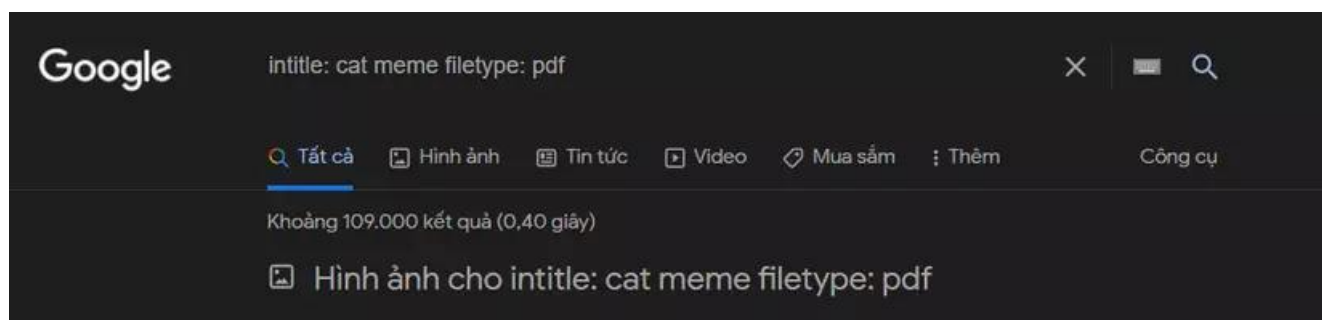 Google intitle: cat meme filetype: pdf
Tất cả Hình ảnh Tin tức Video Mua sắm Thêm Công cụ
Khoảng 109.000 kết quả (0,40 giây)
Hình ảnh cho intitle: cat meme filetype: pdf